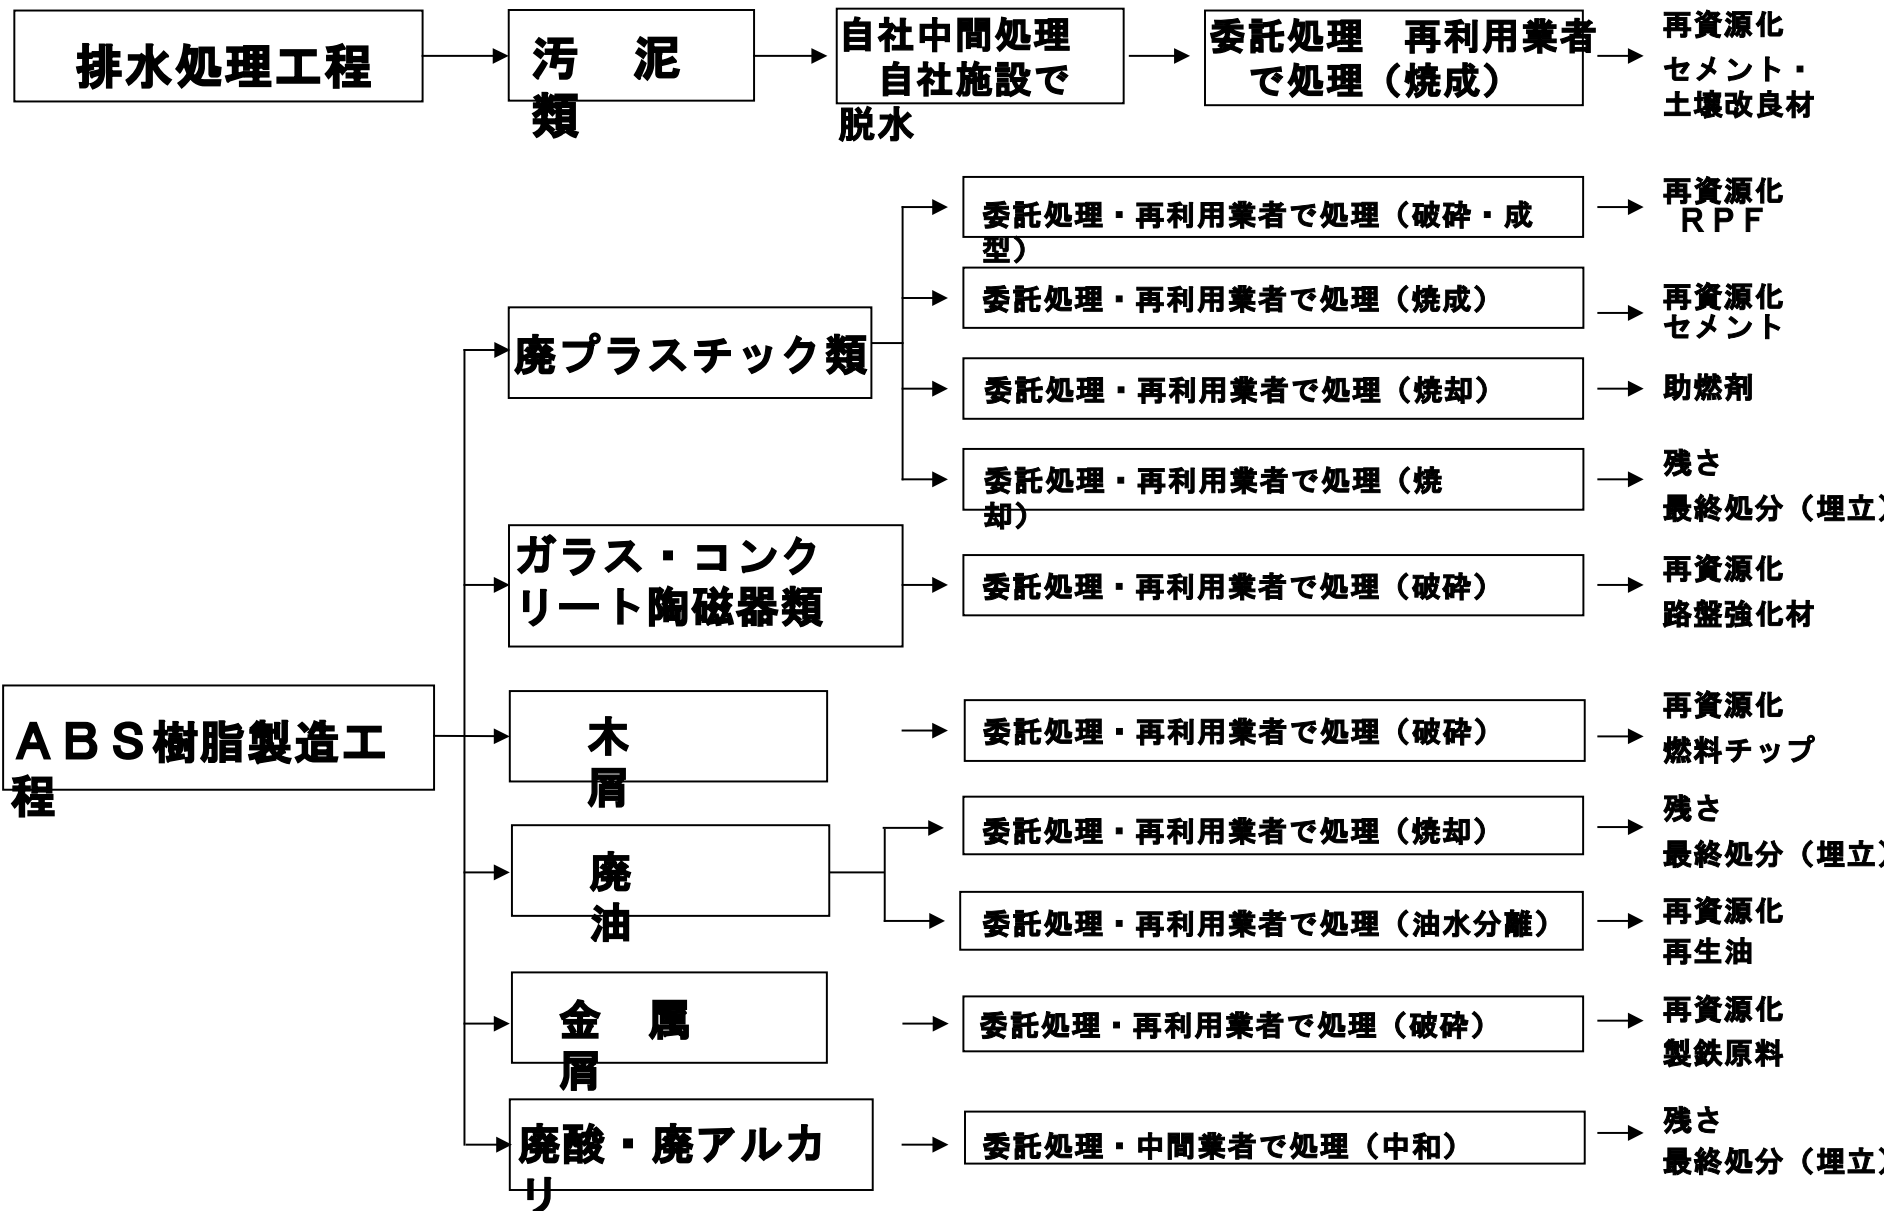 排水処理工程
汚　泥
類
自社中間処理
自社施設で
脱水
委託処理　再利用業者
で処理（焼成）
再資源化
セメント・
土壌改良材
委託処理・再利用業者で処理（破砕・成
型）
再資源化
ＲＰＦ
委託処理・再利用業者で処理（焼成）
再資源化
セメント
廃プラスチック類
委託処理・再利用業者で処理（焼却）
助燃剤
委託処理・再利用業者で処理（焼
却）
残さ
最終処分（埋立）
ガラス・コンク
リート陶磁器類
委託処理・再利用業者で処理（破砕）
再資源化
路盤強化材
ＡＢＳ樹脂製造工
程
木
屑
委託処理・再利用業者で処理（破砕）
再資源化
燃料チップ
廃
油
委託処理・再利用業者で処理（焼却）
残さ
最終処分（埋立）
委託処理・再利用業者で処理（油水分離）
再資源化
再生油
金　属
屑
委託処理・再利用業者で処理（破砕）
再資源化
製鉄原料
廃酸・廃アルカ
リ
委託処理・中間業者で処理（中和）
残さ
最終処分（埋立）